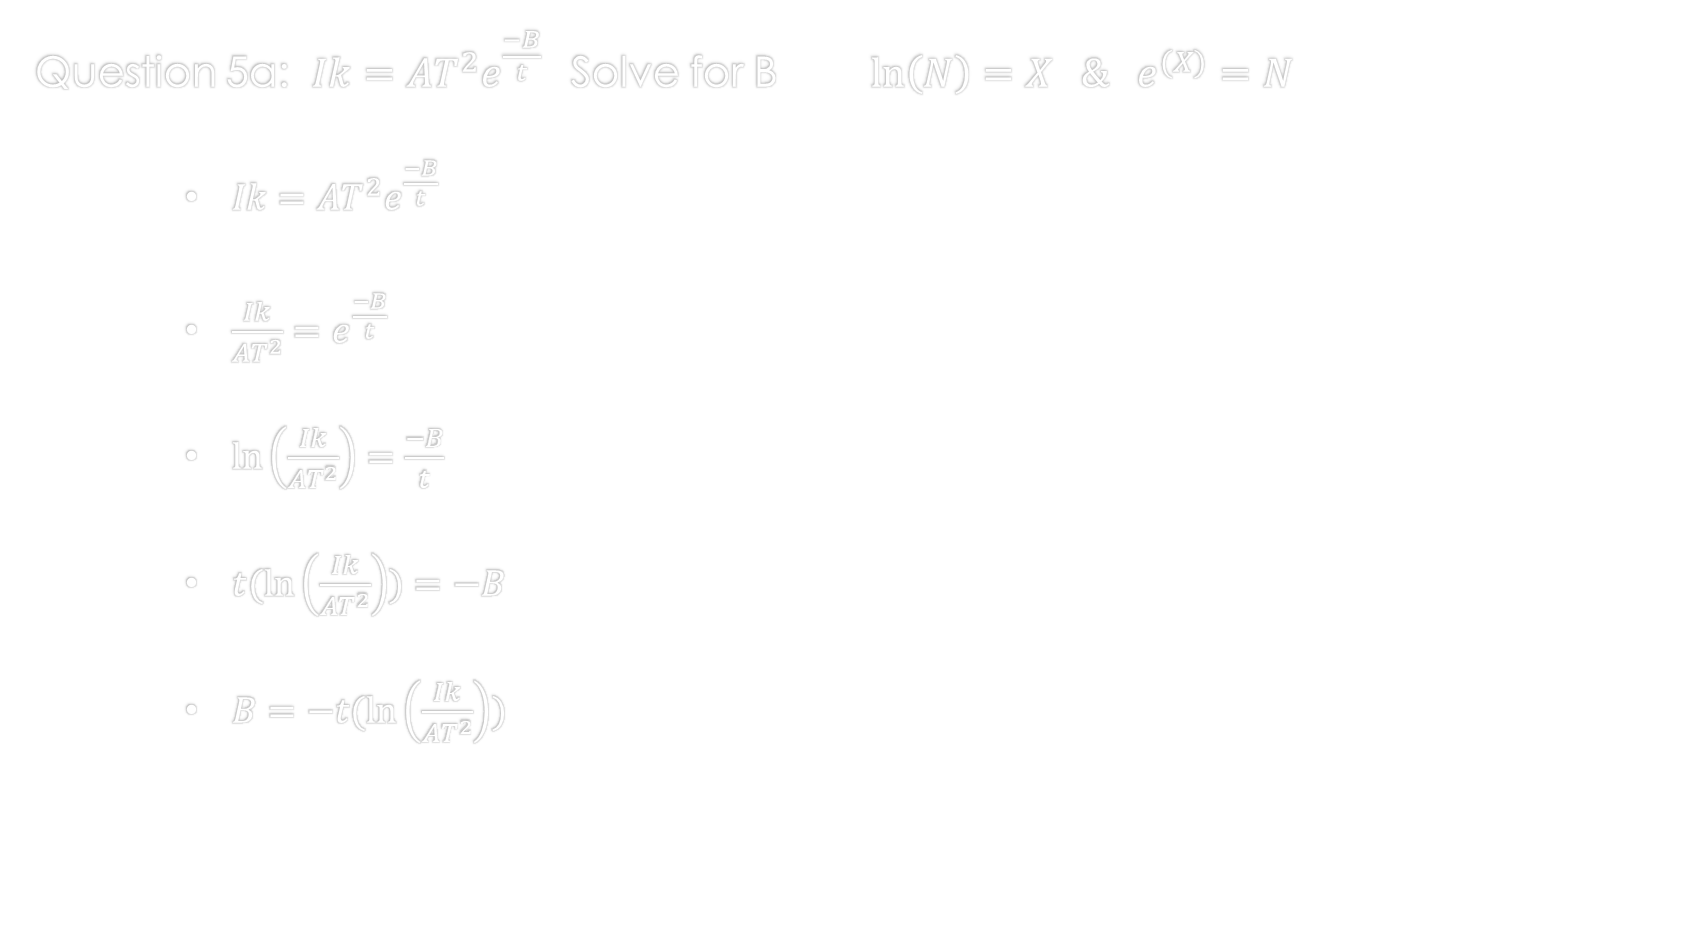 Question 5a: Ik = AT²e^(−B/t) Solve for B ln(N) = X & e^(X) = N
• Ik = AT²e^(−B/t)
• Ik/AT² = e^(−B/t)
• ln(Ik/AT²) = −B/t
• t(ln(Ik/AT²)) = −B
• B = −t(ln(Ik/AT²))